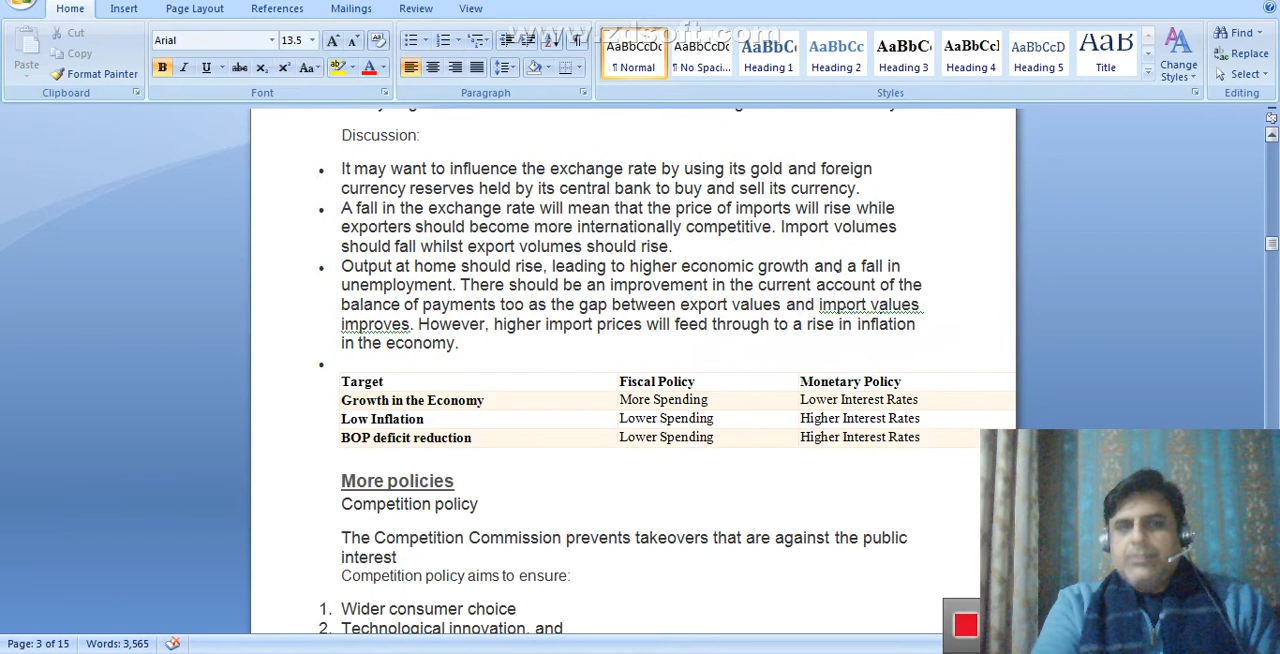 Home Insert Page Layout References Mailings Review View
www.izdsoft.com
Paste Cut Copy Format Painter
Arial 13.5
AaBbCcDc AaBbCcDc AaBbC AaBbCc AaBbC AaBbCcI AaBbCcD AaB
¶ Normal ¶ No Spaci... Heading 1 Heading 2 Heading 3 Heading 4 Heading 5 Title
Change Styles
Find
Replace
Select
Clipboard Font Paragraph Styles Editing
Discussion:
• It may want to influence the exchange rate by using its gold and foreign
currency reserves held by its central bank to buy and sell its currency.
• A fall in the exchange rate will mean that the price of imports will rise while
exporters should become more internationally competitive. Import volumes
should fall whilst export volumes should rise.
• Output at home should rise, leading to higher economic growth and a fall in
unemployment. There should be an improvement in the current account of the
balance of payments too as the gap between export values and import values
improves. However, higher import prices will feed through to a rise in inflation
in the economy.
•
Target Fiscal Policy Monetary Policy
Growth in the Economy More Spending Lower Interest Rates
Low Inflation Lower Spending Higher Interest Rates
BOP deficit reduction Lower Spending Higher Interest Rates
More policies
Competition policy
The Competition Commission prevents takeovers that are against the public
interest
Competition policy aims to ensure:
1. Wider consumer choice
2. Technological innovation, and
Page: 3 of 15 Words: 3,565